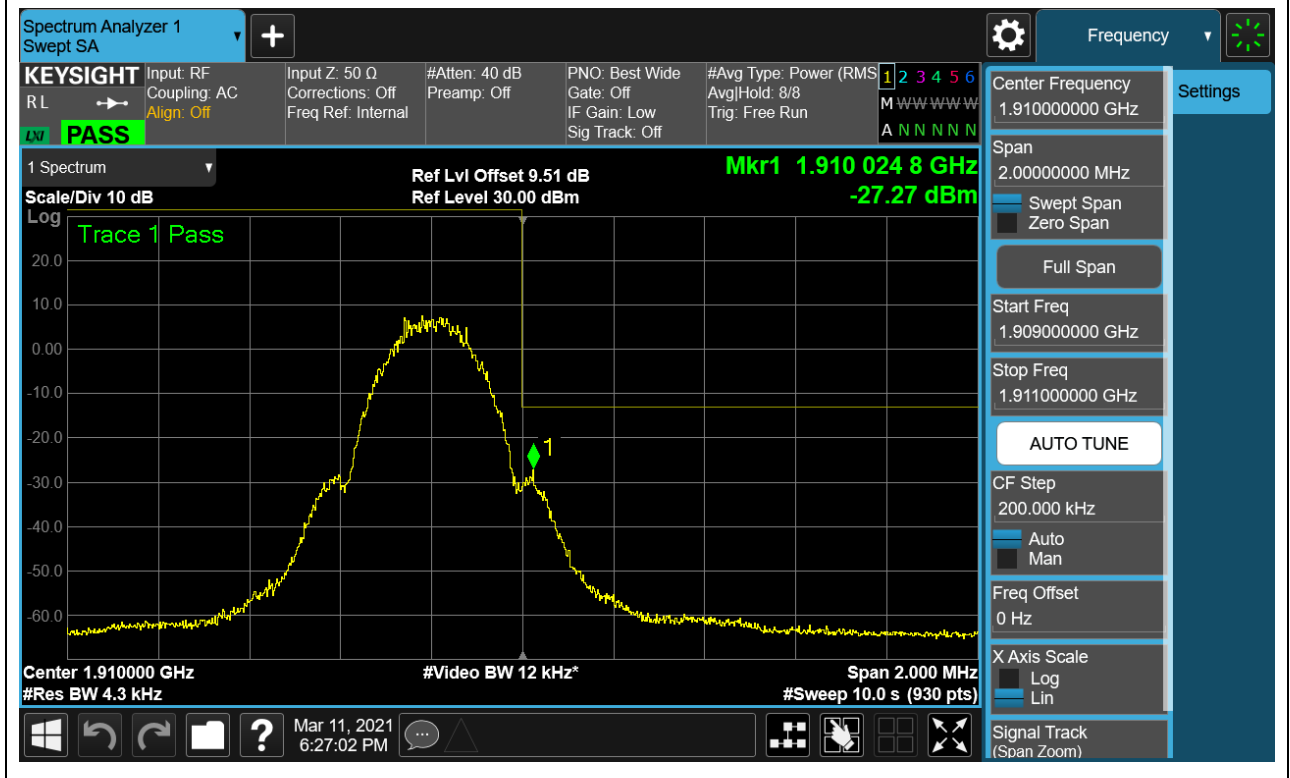 Spectrum Analyzer 1
Swept SA
Frequency
KEYSIGHT
R L
LXI
PASS
Input: RF
Coupling: AC
Align: Off
Input Z: 50 Ω
Corrections: Off
Freq Ref: Internal
#Atten: 40 dB
Preamp: Off
PNO: Best Wide
Gate: Off
IF Gain: Low
Sig Track: Off
#Avg Type: Power (RMS
Avg|Hold: 8/8
Trig: Free Run
1 2 3 4 5 6
M W W W W W
A N N N N N
1 Spectrum
Scale/Div 10 dB
Ref Lvl Offset 9.51 dB
Ref Level 30.00 dBm
Mkr1 1.910 024 8 GHz
-27.27 dBm
Log
Trace 1 Pass
20.0
10.0
0.00
-10.0
-20.0
-30.0
-40.0
-50.0
-60.0
1
Center 1.910000 GHz
#Res BW 4.3 kHz
#Video BW 12 kHz*
Span 2.000 MHz
#Sweep 10.0 s (930 pts)
Center Frequency
1.910000000 GHz
Settings
Span
2.00000000 MHz
Swept Span
Zero Span
Full Span
Start Freq
1.909000000 GHz
Stop Freq
1.911000000 GHz
AUTO TUNE
CF Step
200.000 kHz
Auto
Man
Freq Offset
0 Hz
X Axis Scale
Log
Lin
Signal Track
(Span Zoom)
?
Mar 11, 2021
6:27:02 PM